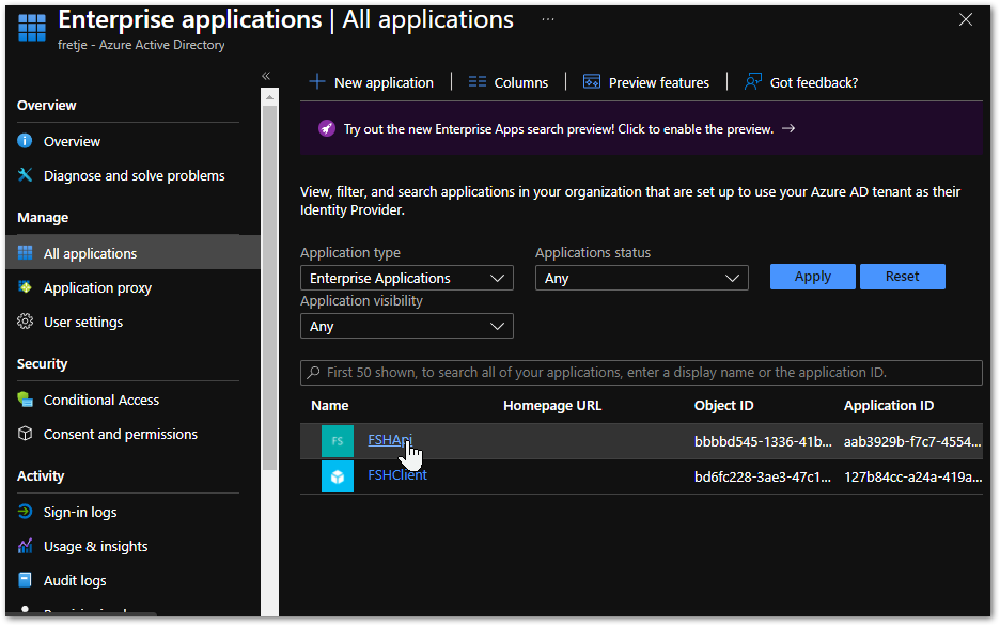 Enterprise applications | All applications ...
fretje - Azure Active Directory
«
Overview
Overview
Diagnose and solve problems
Manage
All applications
Application proxy
User settings
Security
Conditional Access
Consent and permissions
Activity
Sign-in logs
Usage & insights
Audit logs
+ New application | Columns | Preview features | Got feedback?
Try out the new Enterprise Apps search preview! Click to enable the preview. →
View, filter, and search applications in your organization that are set up to use your Azure AD tenant as their
Identity Provider.
Application type Applications status
Enterprise Applications Any Apply Reset
Application visibility
Any
First 50 shown, to search all of your applications, enter a display name or the application ID.
Name Homepage URL Object ID Application ID
FS FSHApi bbbbd545-1336-41b... aab3929b-f7c7-4554...
FSHClient bd6fc228-3ae3-47c1... 127b84cc-a24a-419a...